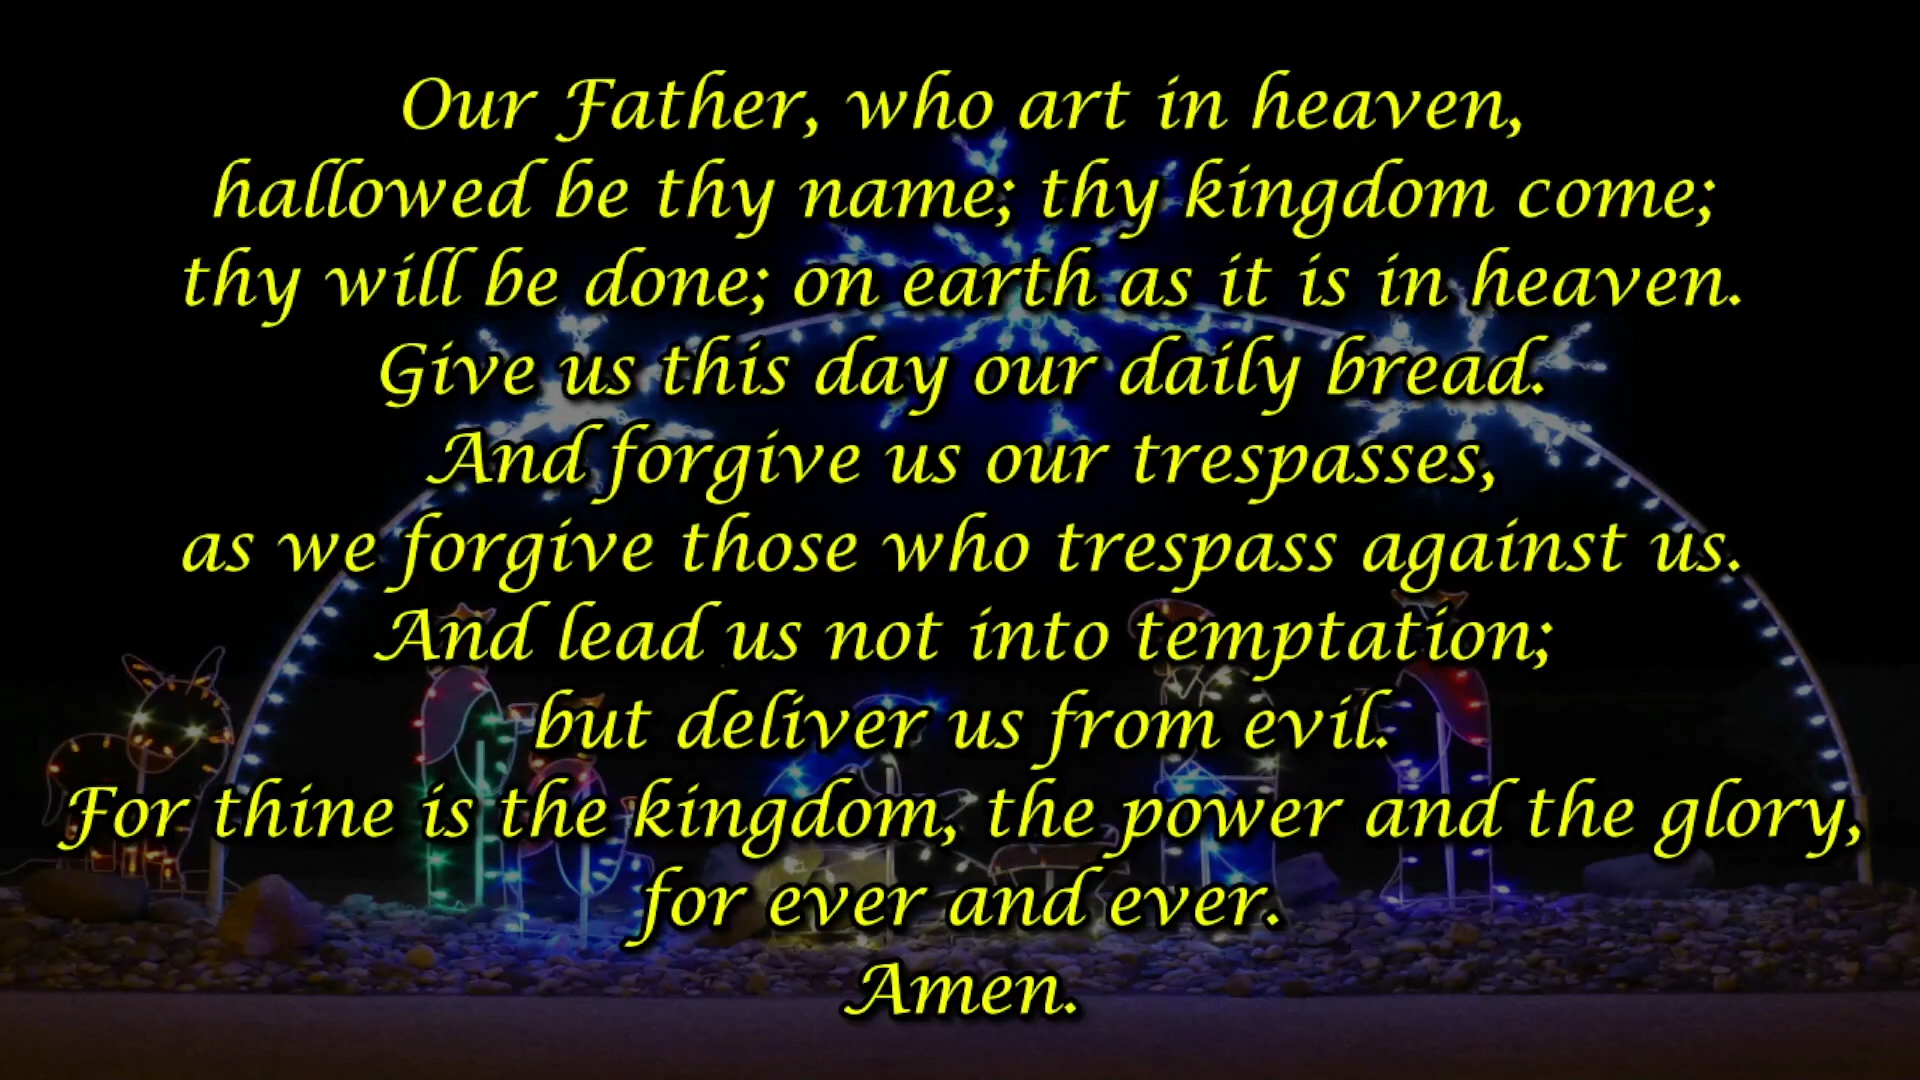 Our Father, who art in heaven,
hallowed be thy name; thy kingdom come;
thy will be done; on earth as it is in heaven.
Give us this day our daily bread.
And forgive us our trespasses,
as we forgive those who trespass against us.
And lead us not into temptation;
but deliver us from evil.
For thine is the kingdom, the power and the glory,
for ever and ever.
Amen.